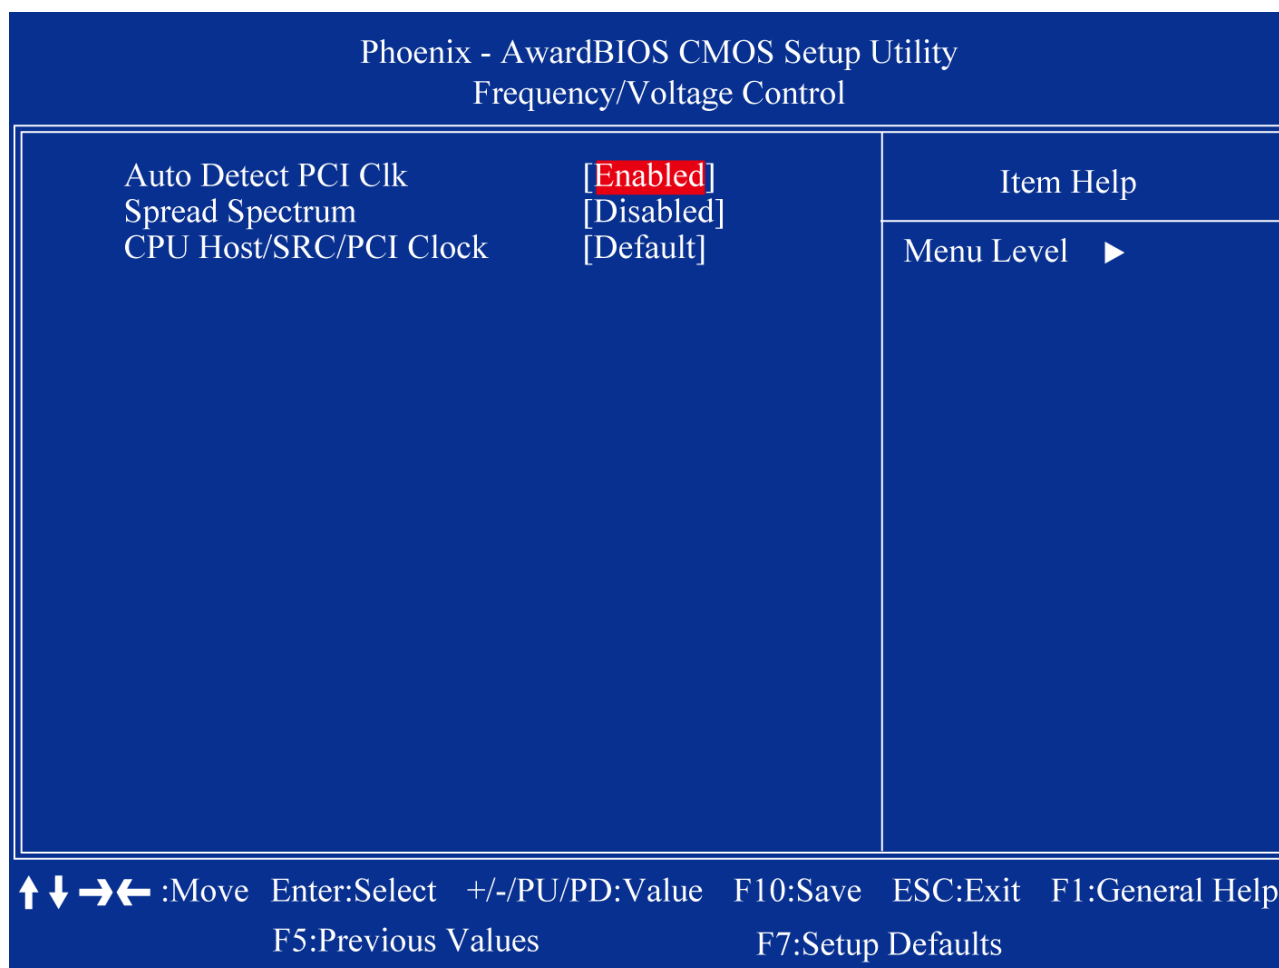 Phoenix - AwardBIOS CMOS Setup Utility
Frequency/Voltage Control
Auto Detect PCI Clk [Enabled]
Spread Spectrum [Disabled]
CPU Host/SRC/PCI Clock [Default]
Item Help
Menu Level ▶
↑↓→← :Move Enter:Select +/-/PU/PD:Value F10:Save ESC:Exit F1:General Help
F5:Previous Values F7:Setup Defaults